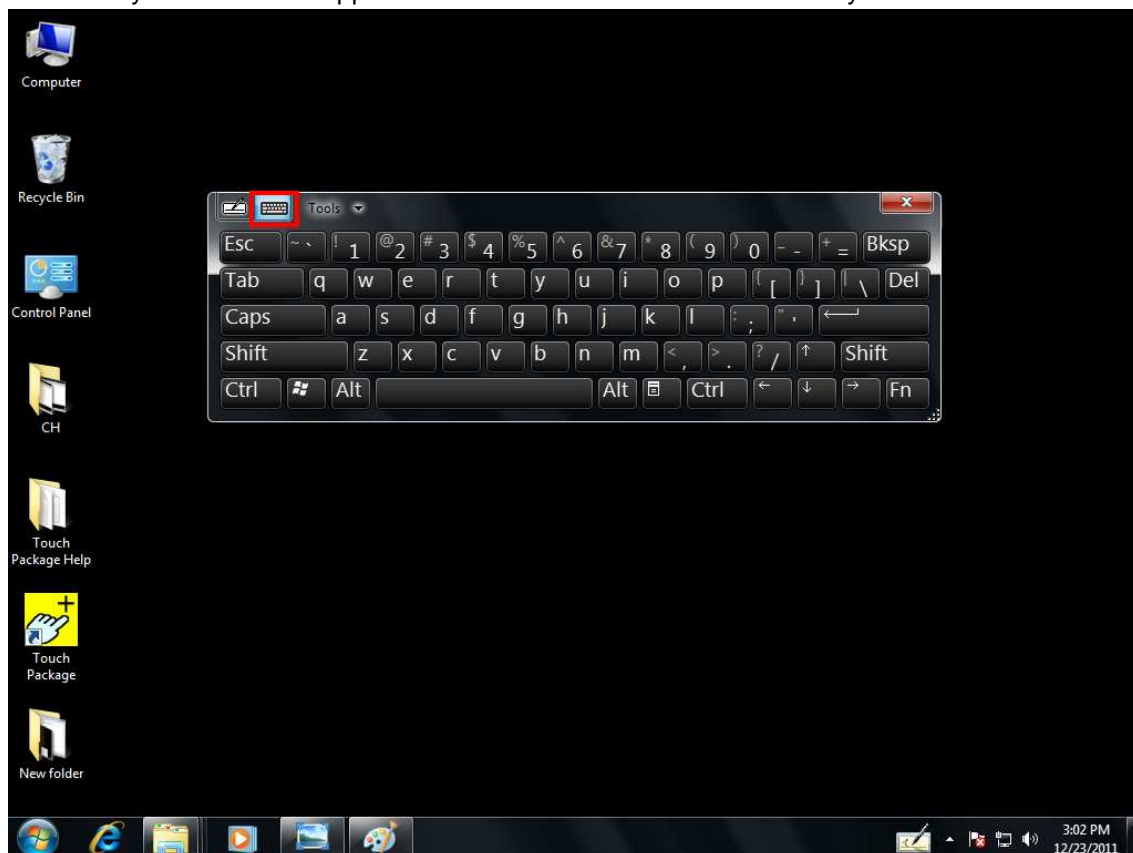 Computer
Recycle Bin
Control Panel
CH
Touch
Package Help
Touch
Package
New folder
Tools
Esc ~ ` ! 1 @ 2 # 3 $ 4 % 5 ^ 6 & 7 * 8 ( 9 ) 0 - - + = Bksp
Tab q w e r t y u i o p { [ } ] | \ Del
Caps a s d f g h j k l : ; " '
Shift z x c v b n m < , > . ? / ↑ Shift
Ctrl Alt Alt Ctrl ← ↓ → Fn
3:02 PM
12/23/2011